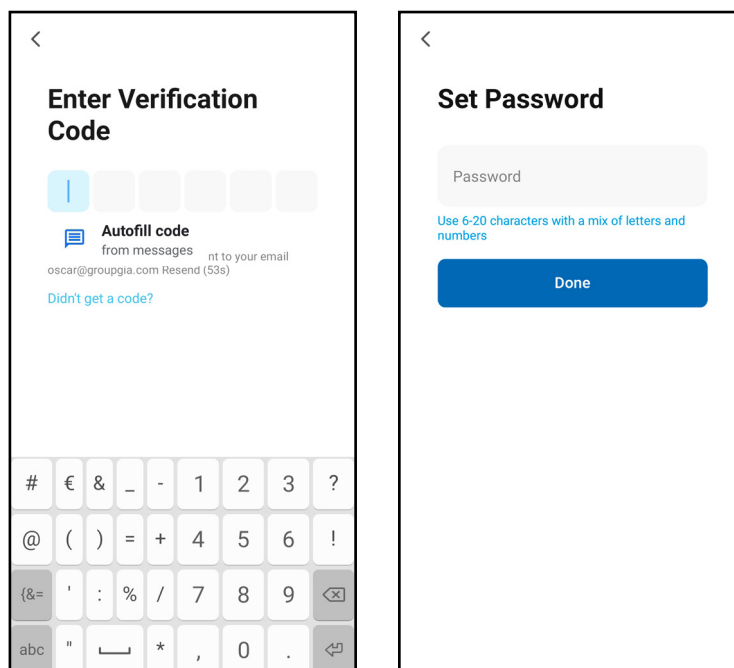 Enter Verification
Code
Autofill code
from messages
nt to your email
oscar@groupgia.com Resend (53s)
Didn't get a code?
# € & _ - 1 2 3 ?
@ ( ) = + 4 5 6 !
{&= ' : % / 7 8 9
abc " * , 0 .
Set Password
Password
Use 6-20 characters with a mix of letters and
numbers
Done